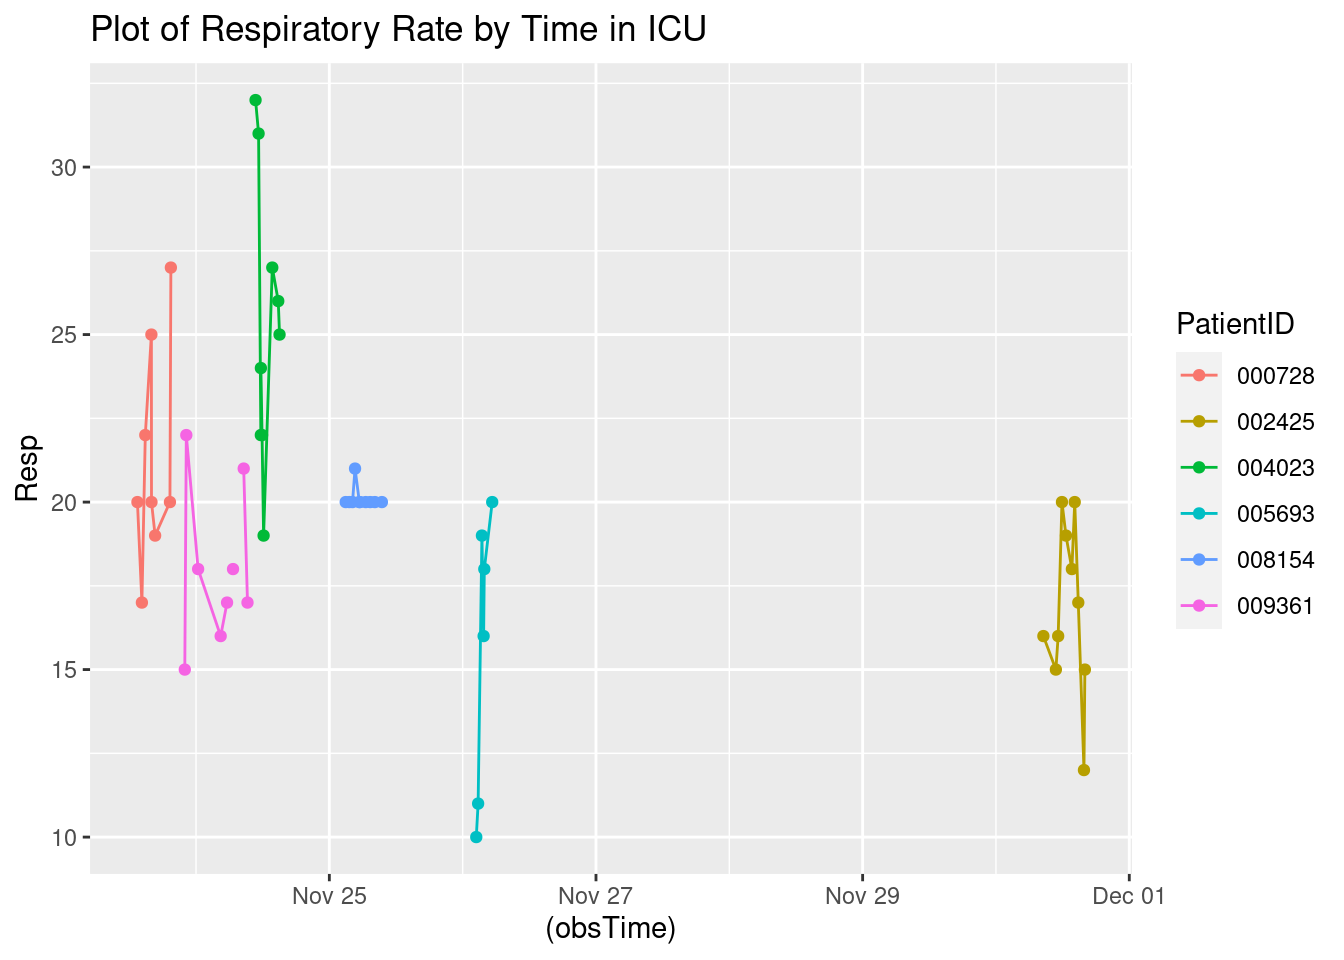 Plot of Respiratory Rate by Time in ICU
30
25
20
15
10
Resp
Nov 25
Nov 27
Nov 29
Dec 01
(obsTime)
PatientID
000728
002425
004023
005693
008154
009361